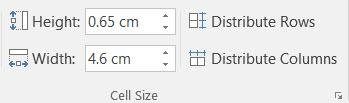 Height: 0.65 cm Distribute Rows
Width: 4.6 cm Distribute Columns
Cell Size